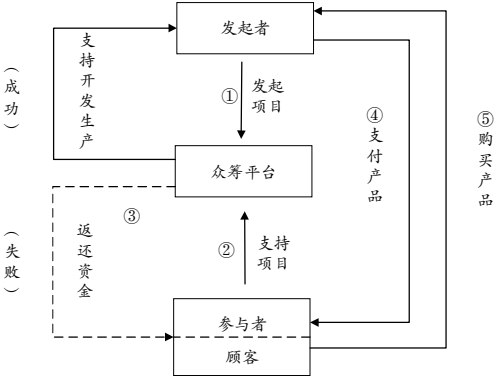 发起者
支持开发生产
（成功）
①
发起
项目
④支付产品
⑤购买产品
众筹平台
③
（失败）
返还资金
②
支持
项目
参与者
顾客